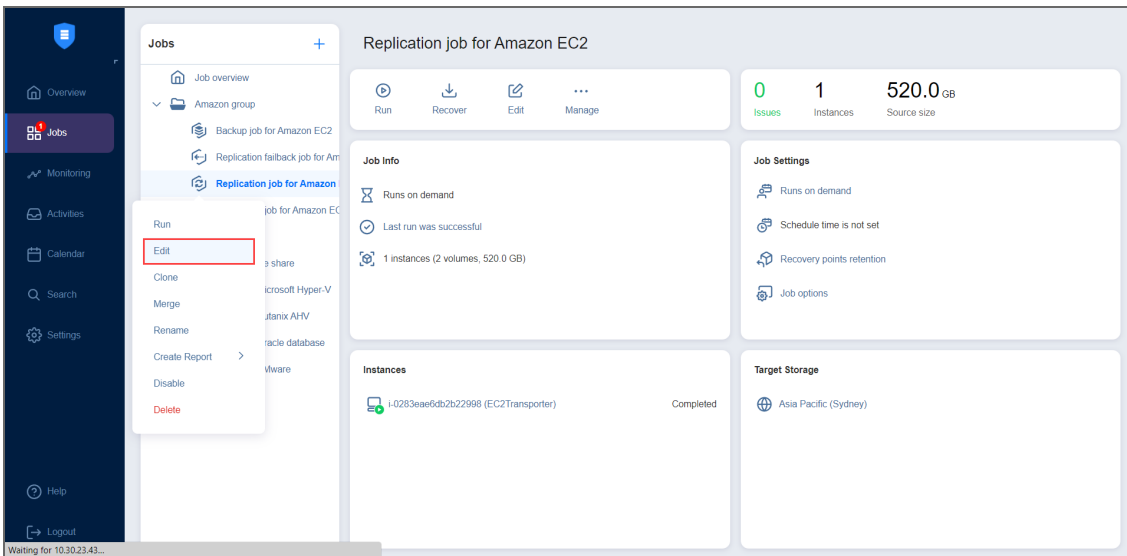 Overview
1
Jobs
Monitoring
Activities
Calendar
Search
Settings
Help
Logout
Waiting for 10.30.23.43...
Jobs +
Job overview
Amazon group
Backup job for Amazon EC2
Replication failback job for Am
Replication job for Amazon
job for Amazon EC
e share
icrosoft Hyper-V
utanix AHV
racle database
Mware
Run
Edit
Clone
Merge
Rename
Create Report >
Disable
Delete
Replication job for Amazon EC2
Run Recover Edit Manage
0 1 520.0 GB
Issues Instances Source size
Job Info
Runs on demand
Last run was successful
1 instances (2 volumes, 520.0 GB)
Job Settings
Runs on demand
Schedule time is not set
Recovery points retention
Job options
Instances
i-0283eae6db2b22998 (EC2Transporter) Completed
Target Storage
Asia Pacific (Sydney)